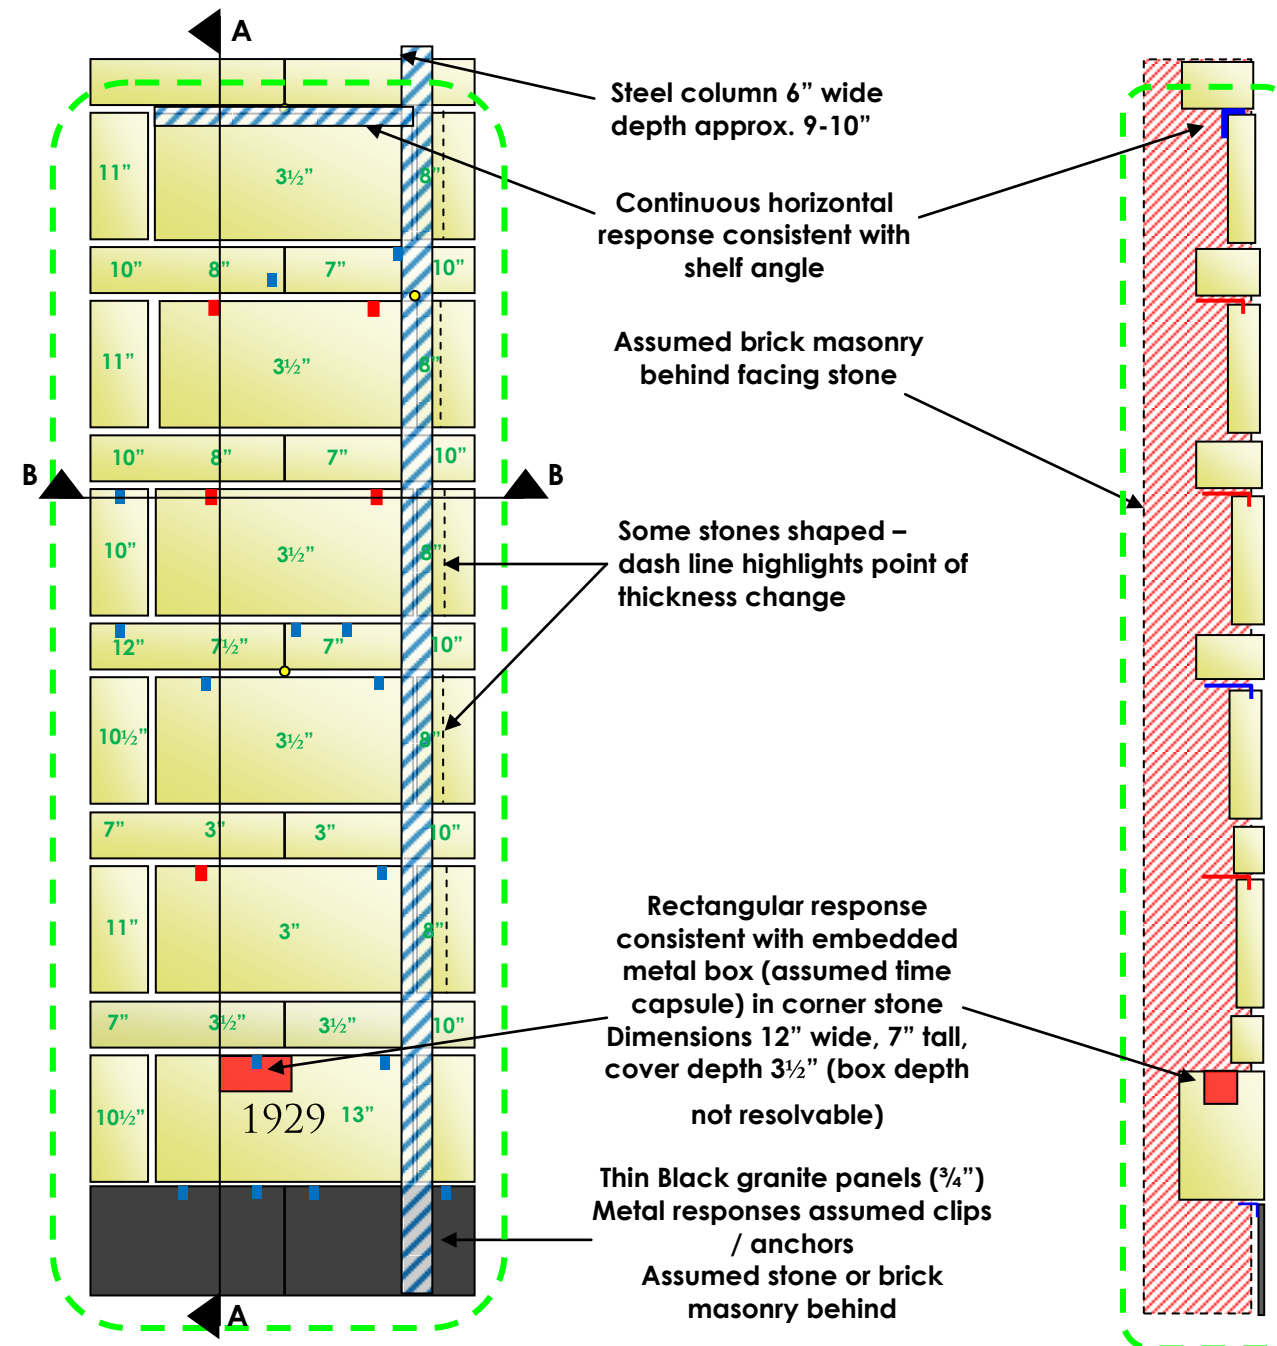 A
Steel column 6” wide
depth approx. 9-10”
11” 3½” 8”
Continuous horizontal
response consistent with
shelf angle
10” 8” 7” 10”
Assumed brick masonry
behind facing stone
11” 3½” 8”
10” 8” 7” 10”
B B
Some stones shaped –
dash line highlights point of
thickness change
10” 3½” 8”
12” 7½” 7” 10”
10½” 3½” 8”
7” 3” 3” 10”
11” 3” 8”
Rectangular response
consistent with embedded
metal box (assumed time
capsule) in corner stone
Dimensions 12” wide, 7” tall,
cover depth 3½” (box depth
not resolvable)
7” 3½” 3½” 10”
10½” 1929 13”
Thin Black granite panels (¾”)
Metal responses assumed clips
/ anchors
Assumed stone or brick
masonry behind
A